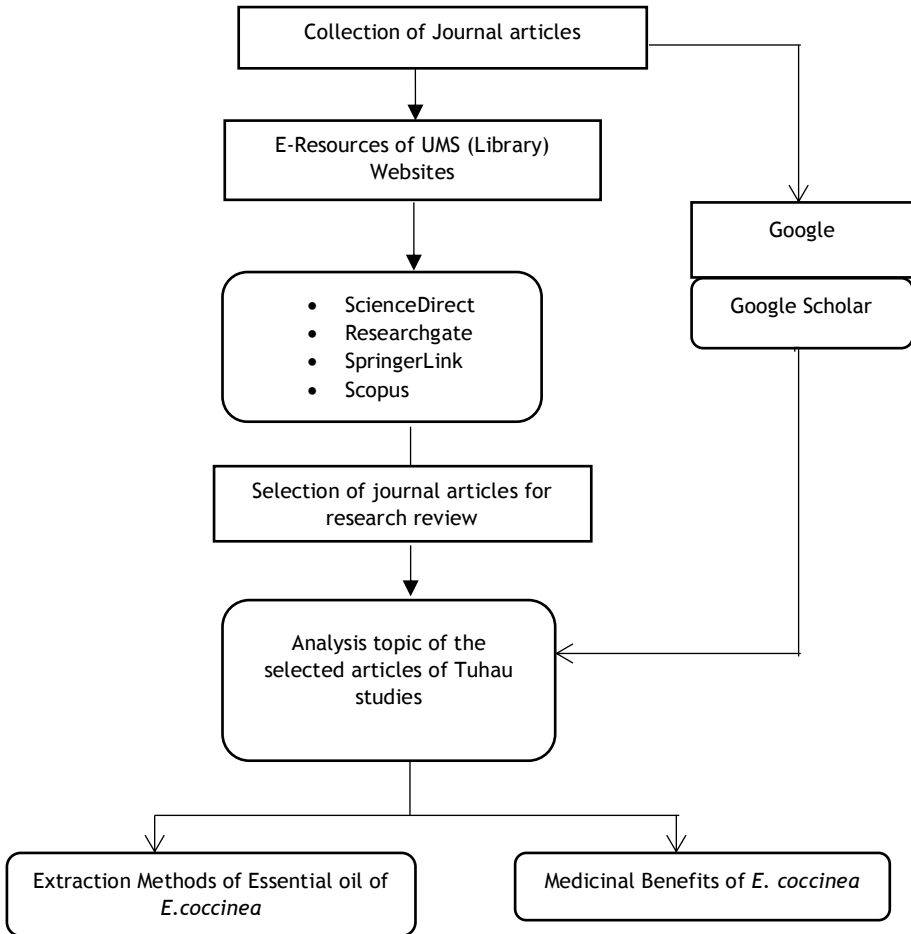 Collection of Journal articles
E-Resources of UMS (Library)
Websites
Google
Google Scholar
• ScienceDirect
• Researchgate
• SpringerLink
• Scopus
Selection of journal articles for
research review
Analysis topic of the
selected articles of Tuhau
studies
Extraction Methods of Essential oil of
E.coccinea
Medicinal Benefits of E. coccinea